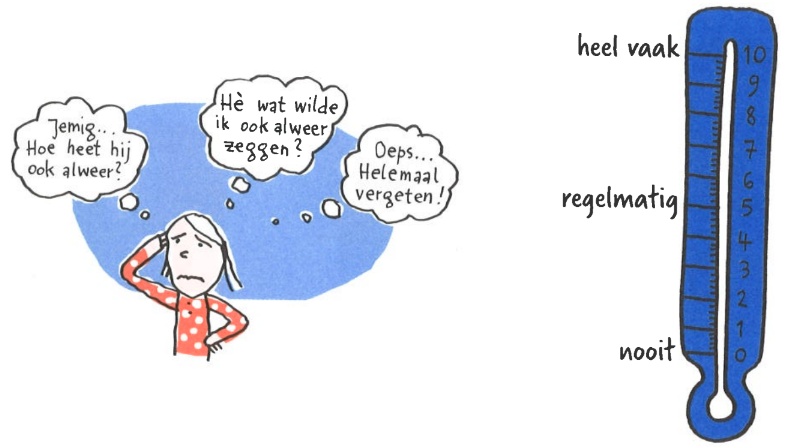 Jemig...
Hoe heet hij
ook alweer?
Hè wat wilde
ik ook alweer
zeggen?
Oeps...
Helemaal
vergeten!
heel vaak
regelmatig
nooit
10
9
8
7
6
5
4
3
2
1
0